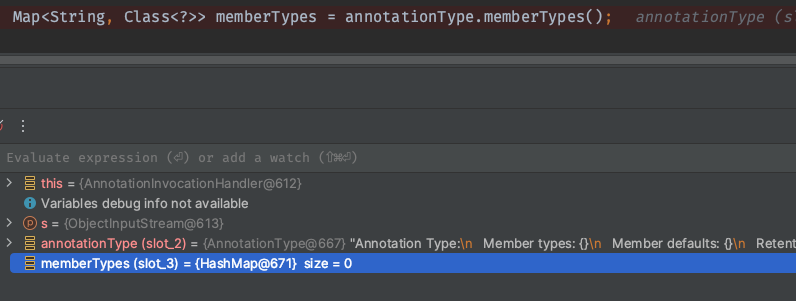 Map<String, Class<?>> memberTypes = annotationType.memberTypes(); annotationType (s
Evaluate expression (⏎) or add a watch (⇧⌘⏎)
this = {AnnotationInvocationHandler@612}
Variables debug info not available
s = {ObjectInputStream@613}
annotationType (slot_2) = {AnnotationType@667} "Annotation Type:\n   Member types: {}\n   Member defaults: {}\n   Retent
memberTypes (slot_3) = {HashMap@671}  size = 0